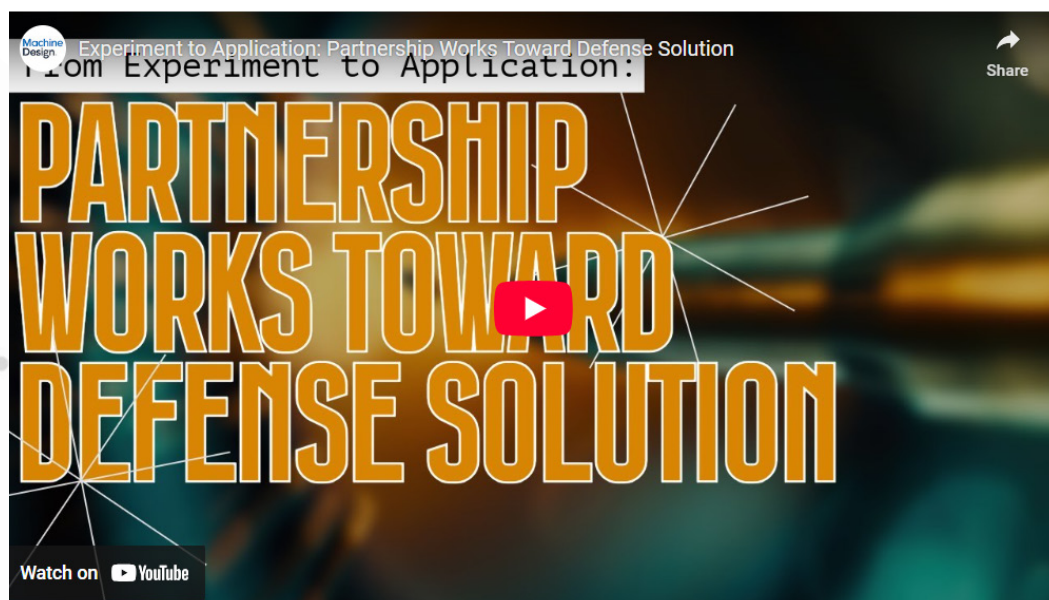 Machine
Design
Experiment to Application: Partnership Works Toward Defense Solution
Share
From Experiment to Application:
PARTNERSHIP
WORKS TOWARD
DEFENSE SOLUTION
Watch on YouTube